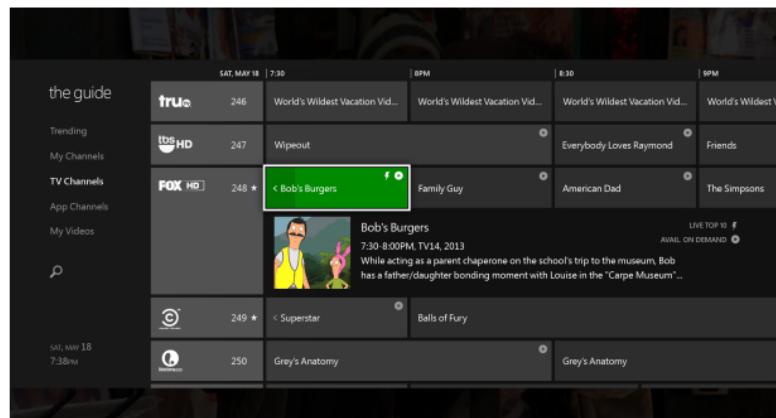 SAT, MAY 18 7:30 8PM 8:30 9PM
the guide
Trending
My Channels
TV Channels
App Channels
My Videos
SAT, MAY 18
7:38PM
tru 246 World's Wildest Vacation Vid... World's Wildest Vacation Vid... World's Wildest Vacation Vid... World's Wildest
tbs HD 247 Wipeout Everybody Loves Raymond Friends
FOX HD 248 ★ < Bob's Burgers Family Guy American Dad The Simpsons
Bob's Burgers
LIVE TOP 10
7:30-8:00PM, TV14, 2013
AVAIL. ON DEMAND
While acting as a parent chaperone on the school's trip to the museum, Bob
has a father/daughter bonding moment with Louise in the "Carpe Museum"...
249 ★ < Superstar Balls of Fury
250 Grey's Anatomy Grey's Anatomy